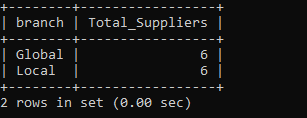 +--------+-----------------+
| branch | Total_Suppliers |
+--------+-----------------+
| Global |               6 |
| Local  |               6 |
+--------+-----------------+
2 rows in set (0.00 sec)